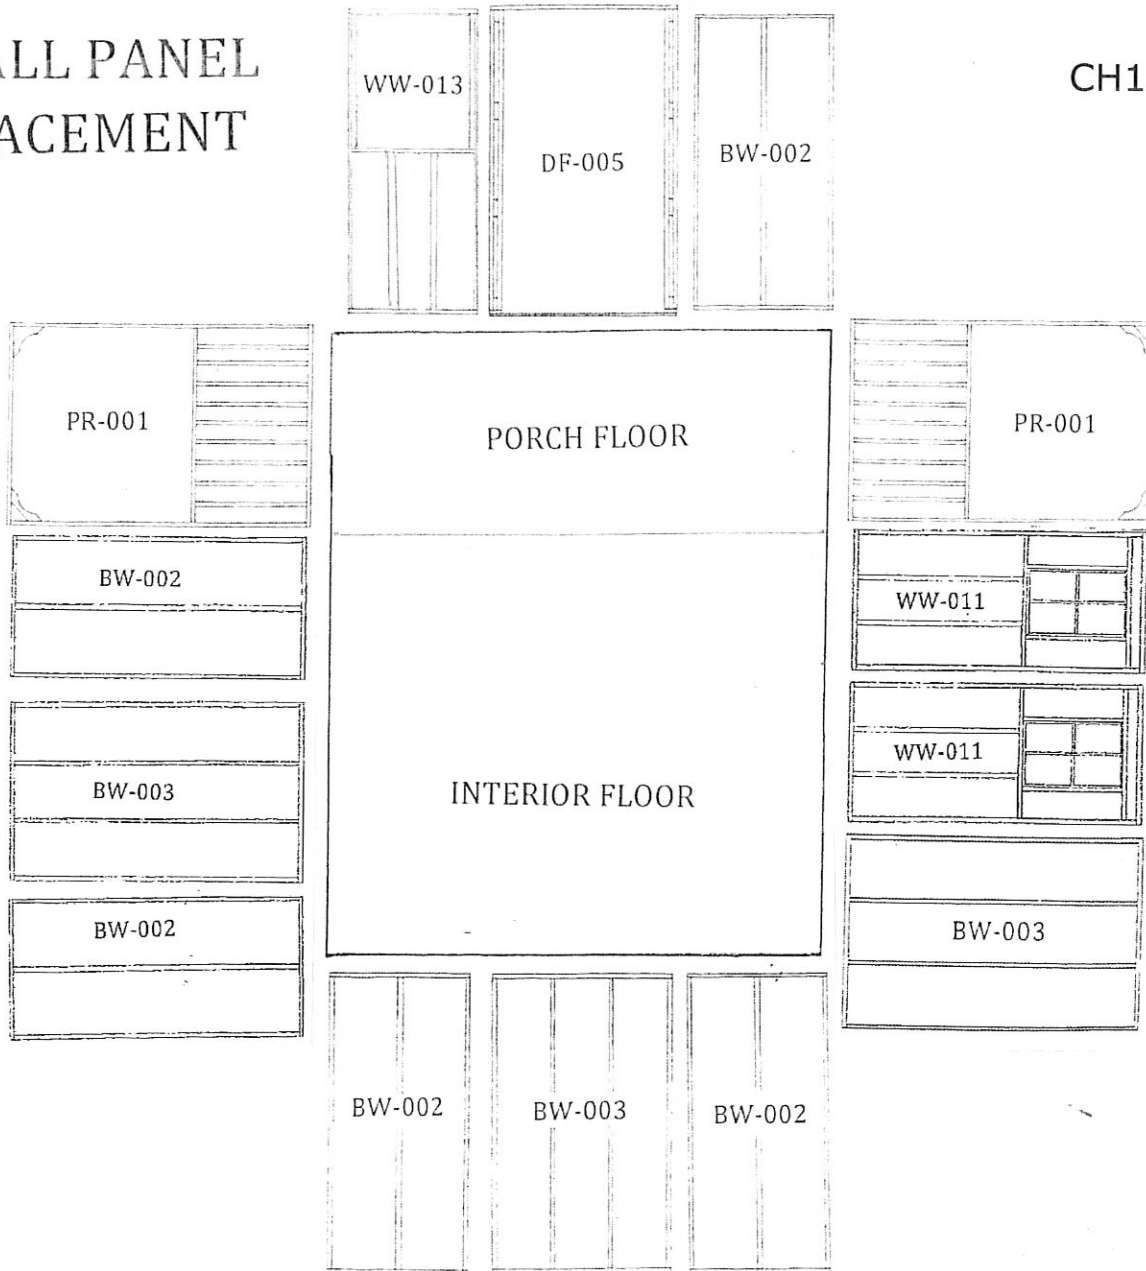 ALL PANEL
ACEMENT
CH1
WW-013
DF-005
BW-002
PR-001
PORCH FLOOR
PR-001
BW-002
WW-011
WW-011
BW-003
INTERIOR FLOOR
BW-002
BW-003
BW-002
BW-003
BW-002